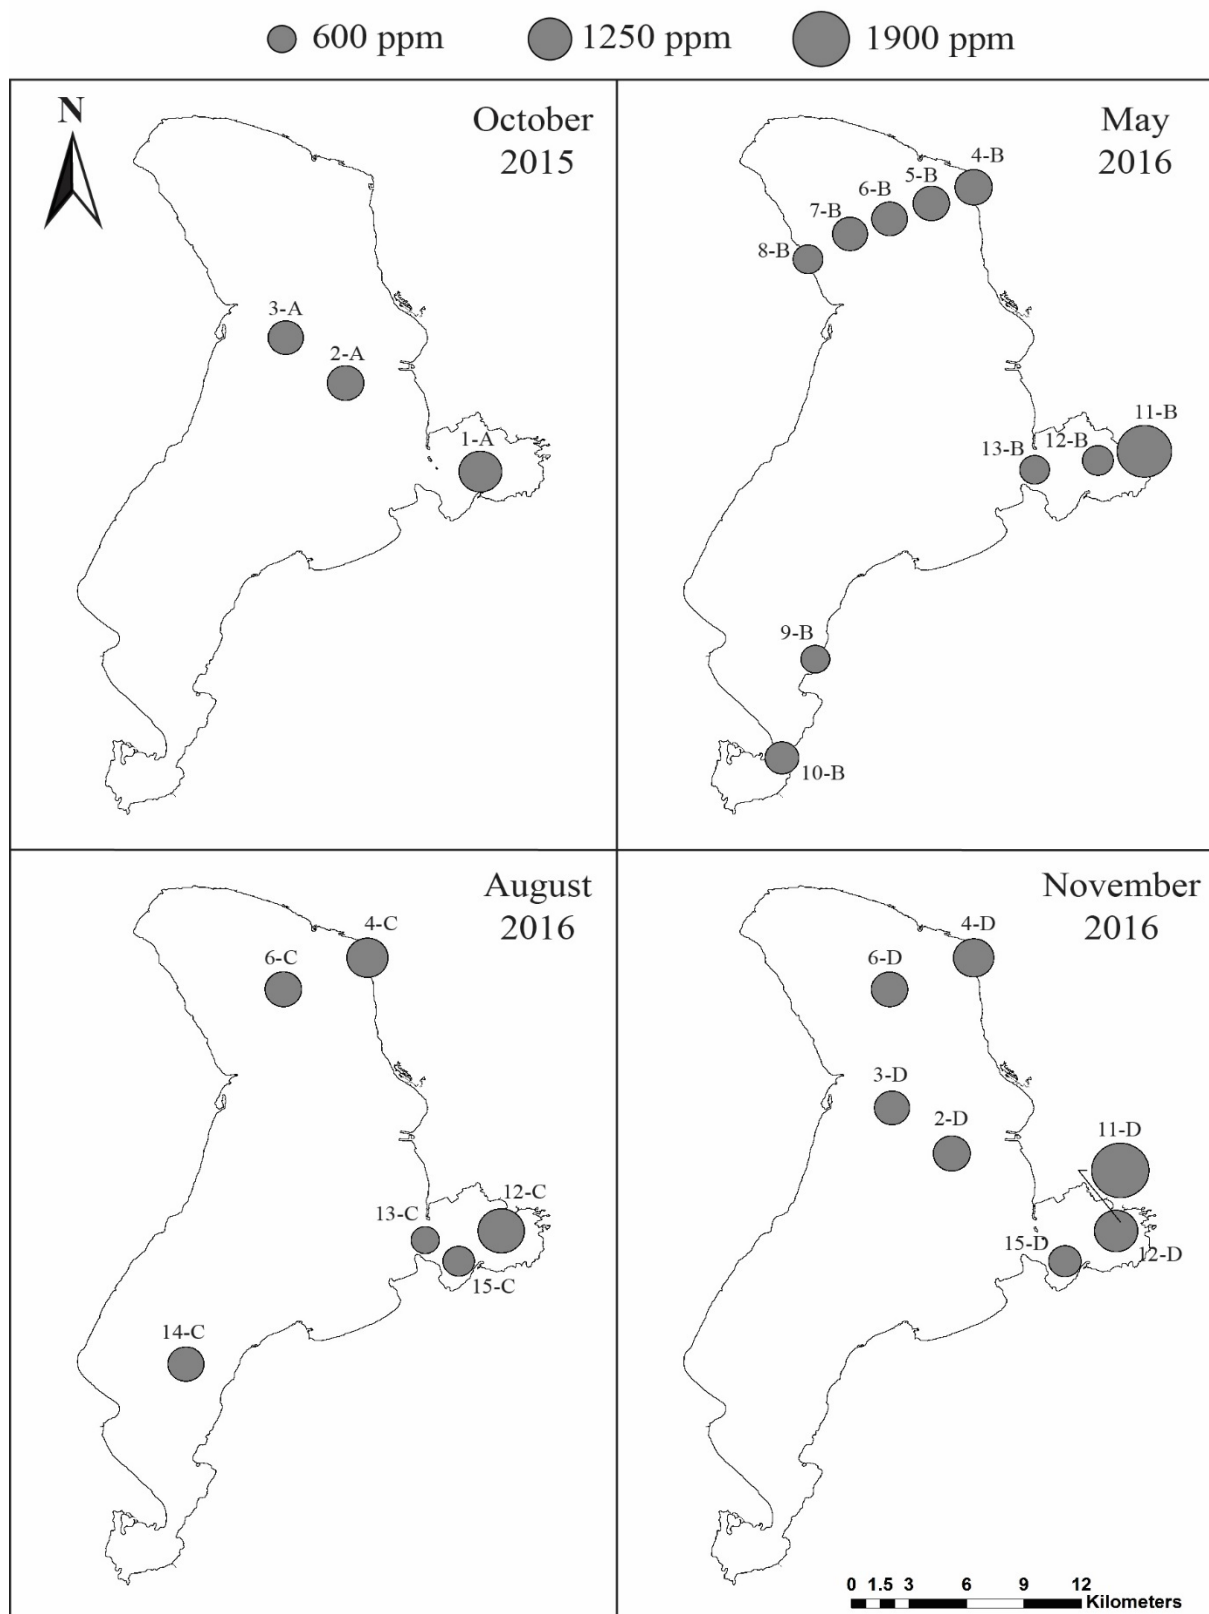 600 ppm 1250 ppm 1900 ppm
N
October
2015
3-A
2-A
1-A
May
2016
4-B
5-B
6-B
7-B
8-B
11-B
12-B
13-B
9-B
10-B
August
2016
4-C
6-C
12-C
13-C
15-C
14-C
November
2016
4-D
6-D
3-D
2-D
11-D
15-D
12-D
0 1.5 3 6 9 12
Kilometers